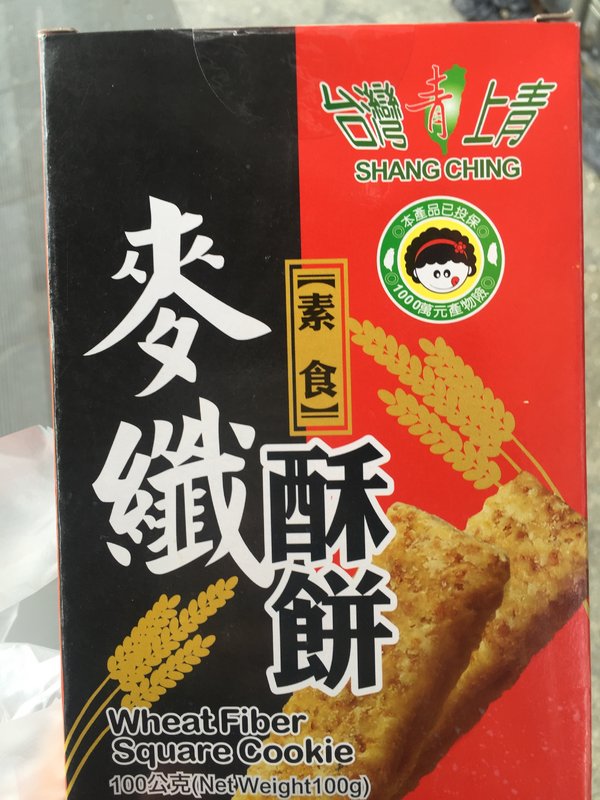 台灣青上青
SHANG CHING
本產品已投保
1000萬元產物險
【素食】
麥纖
酥餅
Wheat Fiber
Square Cookie
100公克(Net Weight100g)